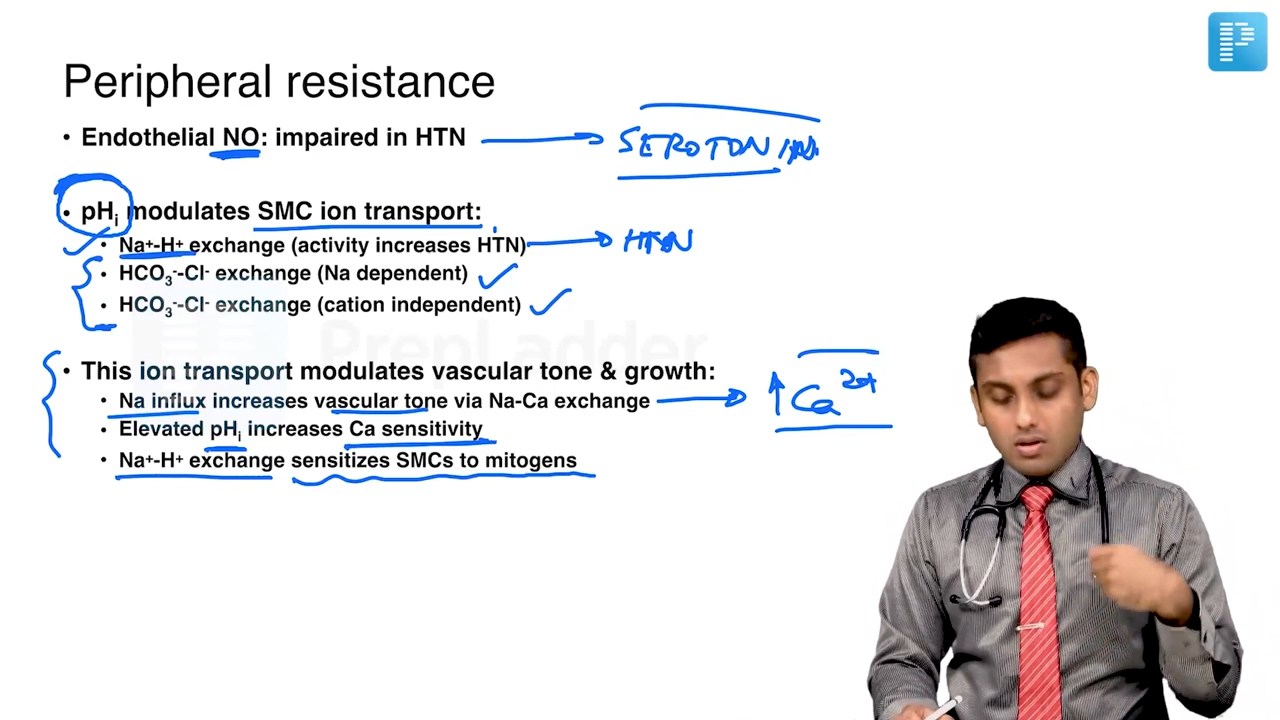 Peripheral resistance
• Endothelial NO: impaired in HTN → SEROTONIN
• pHi modulates SMC ion transport:
• Na+-H+ exchange (activity increases HTN) → HTN
• HCO3--Cl- exchange (Na dependent) ✓
• HCO3--Cl- exchange (cation independent) ✓
PrepLadder
• This ion transport modulates vascular tone & growth:
• Na influx increases vascular tone via Na-Ca exchange → ↑ Ca2+
• Elevated pHi increases Ca sensitivity
• Na+-H+ exchange sensitizes SMCs to mitogens